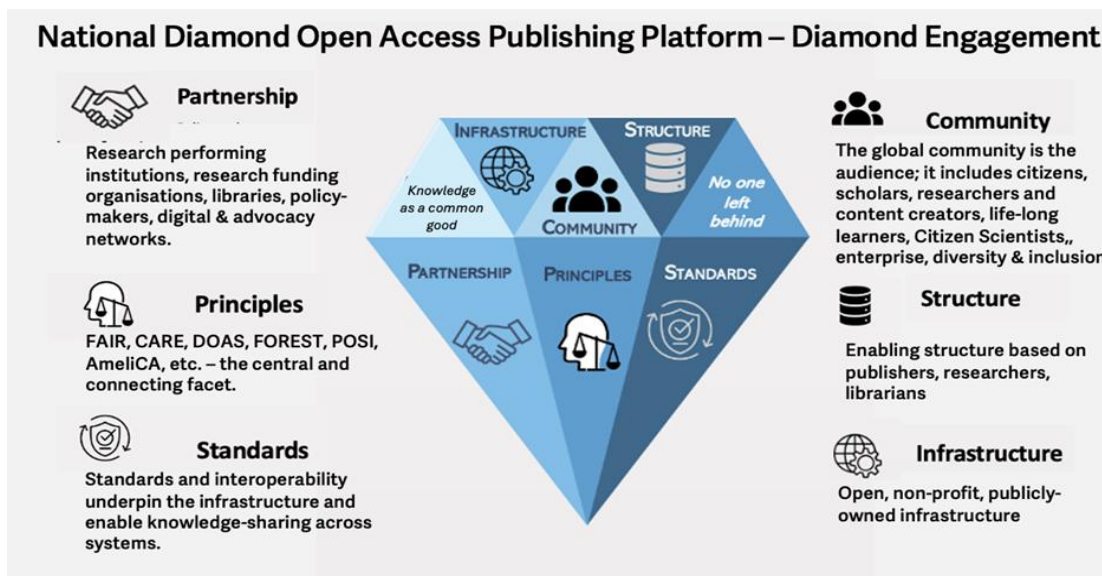 National Diamond Open Access Publishing Platform – Diamond Engagement
Partnership
Research performing
institutions, research funding
organisations, libraries, policy-
makers, digital & advocacy
networks.
Principles
FAIR, CARE, DOAS, FOREST, POSI,
AmeliCA, etc. – the central and
connecting facet.
Standards
Standards and interoperability
underpin the infrastructure and
enable knowledge-sharing across
systems.
INFRASTRUCTURE
STRUCTURE
Knowledge
as a common
good
COMMUNITY
No one
left
behind
PARTNERSHIP
PRINCIPLES
STANDARDS
Community
The global community is the
audience; it includes citizens,
scholars, researchers and
content creators, life-long
learners, Citizen Scientists,,
enterprise, diversity & inclusion
Structure
Enabling structure based on
publishers, researchers,
librarians
Infrastructure
Open, non-profit, publicly-
owned infrastructure